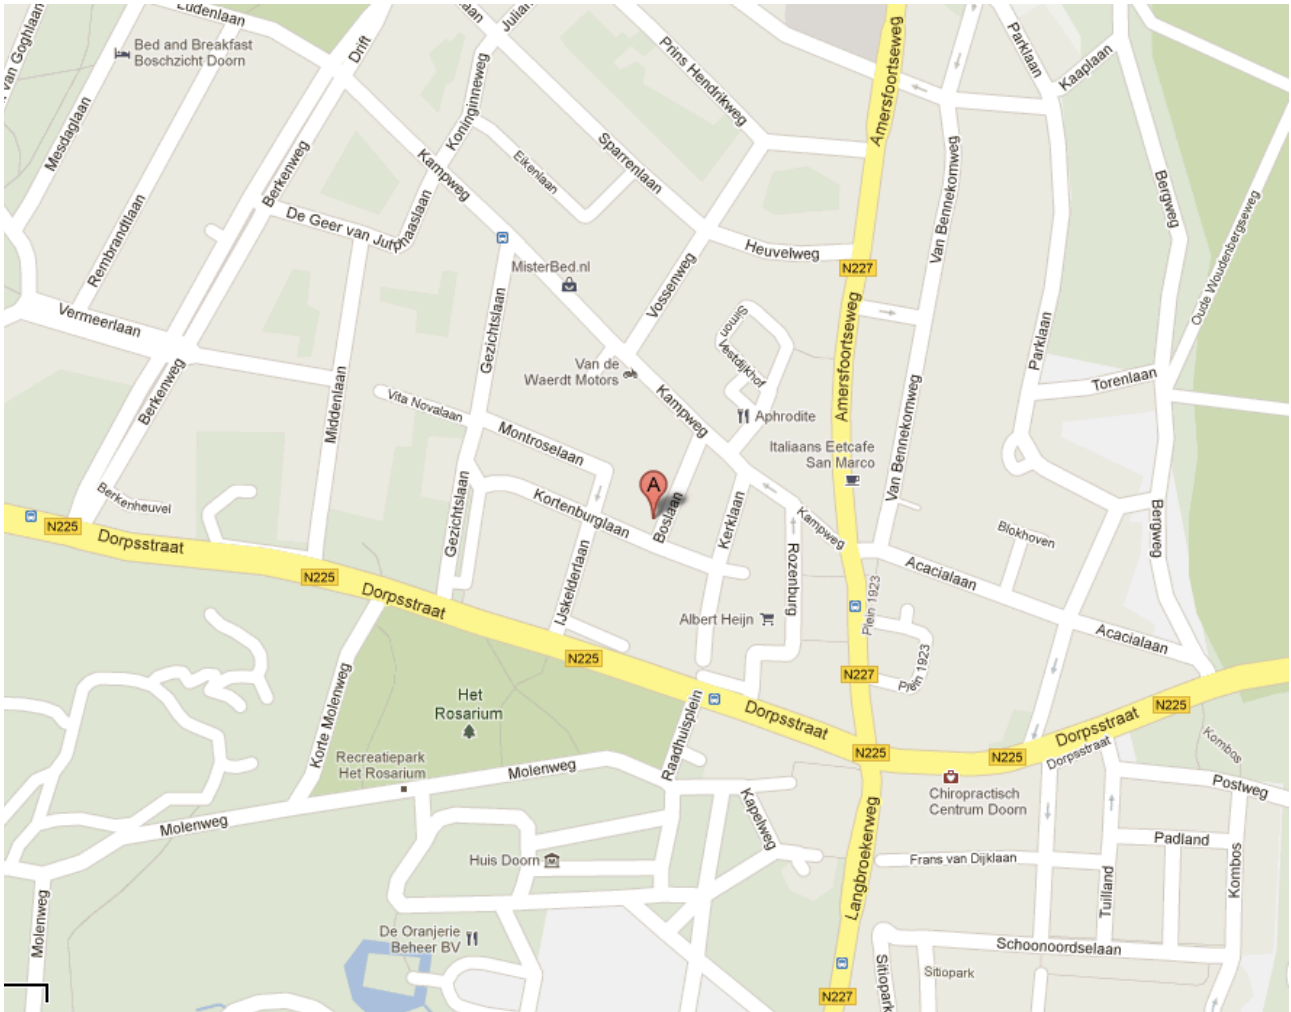 van Goghlaan
Ludenlaan
Drift
Juliana
laan
Parklaan
Kaaplaan
Bed and Breakfast
Boschzicht Doorn
Prins Hendrikweg
Amersfoortseweg
Mesdaglaan
Koninginneweg
Sparrenlaan
Eikenlaan
Kampweg
Berkenweg
Van Bennekomweg
Bergweg
Oude Woudenbergseweg
Rembrandtlaan
De Geer van Jutphaaslaan
Heuvelweg
N227
MisterBed.nl
Vossenweg
Gezichtslaan
Vermeerlaan
Simon
Vestdijkhof
Amersfoortseweg
Parklaan
Van de
Waerdt Motors
Berkenweg
Middenlaan
Vita Novalaan
Kampweg
Torenlaan
Aphrodite
Van Bennekomweg
Montroselaan
Italiaans Eetcafe
San Marco
A
Berkenheuvel
Gezichtslaan
Kortenburglaan
Boslaan
Kerklaan
Kampweg
Blokhoven
Bergweg
N225
Dorpsstraat
N225
Dorpsstraat
IJskelderlaan
Rozenburg
Acacialaan
Plein 1923
Albert Heijn
Acacialaan
N225
N227
Plein 1923
Korte Molenweg
Het
Rosarium
Raadhuisplein
Dorpsstraat
N225
N225
Dorpsstraat
N225
Dorpsstraat
Kombos
Recreatiepark
Het Rosarium
Molenweg
Chiropractisch
Centrum Doorn
Postweg
Molenweg
Kapelweg
Langbroekerweg
Padland
Huis Doorn
Frans van Dijklaan
Tuilland
Kombos
Molenweg
De Oranjerie
Beheer BV
Schoonoordselaan
Sitiopark
Sitiopark
N227